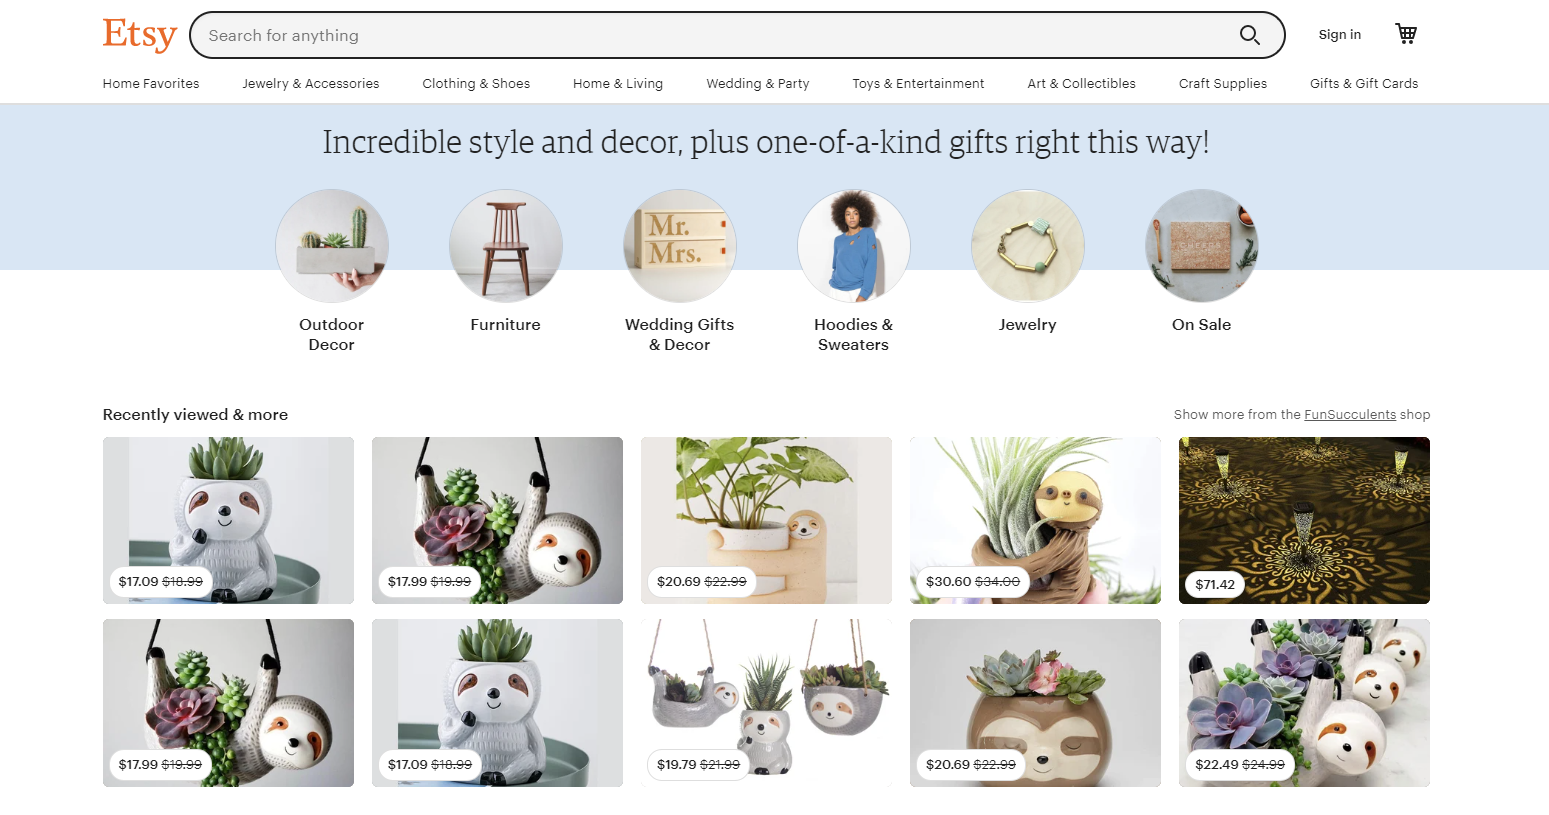 Etsy
Search for anything
Sign in
Home Favorites
Jewelry & Accessories
Clothing & Shoes
Home & Living
Wedding & Party
Toys & Entertainment
Art & Collectibles
Craft Supplies
Gifts & Gift Cards
Incredible style and decor, plus one-of-a-kind gifts right this way!
Mr.
Mrs.
CHEERS
Outdoor
Decor
Furniture
Wedding Gifts
& Decor
Hoodies &
Sweaters
Jewelry
On Sale
Recently viewed & more
Show more from the FunSucculents shop
$17.09 $18.99
$17.99 $19.99
$20.69 $22.99
$30.60 $34.00
$71.42
$17.99 $19.99
$17.09 $18.99
$19.79 $21.99
$20.69 $22.99
$22.49 $24.99